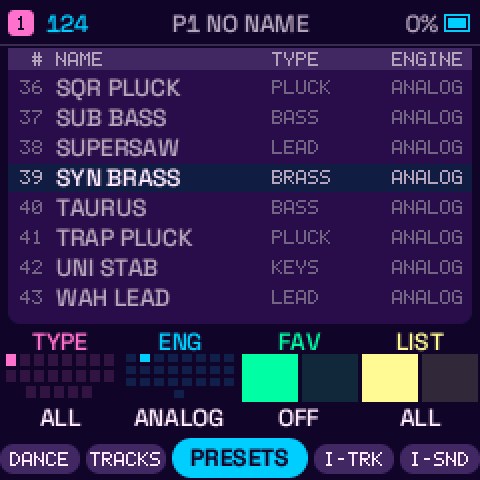 1 124 P1 NO NAME 0%
# NAME TYPE ENGINE
36 SQR PLUCK PLUCK ANALOG
37 SUB BASS BASS ANALOG
38 SUPERSAW LEAD ANALOG
39 SYN BRASS BRASS ANALOG
40 TAURUS BASS ANALOG
41 TRAP PLUCK PLUCK ANALOG
42 UNI STAB KEYS ANALOG
43 WAH LEAD LEAD ANALOG
TYPE ENG FAV LIST
ALL ANALOG OFF ALL
DANCE TRACKS PRESETS I-TRK I-SND